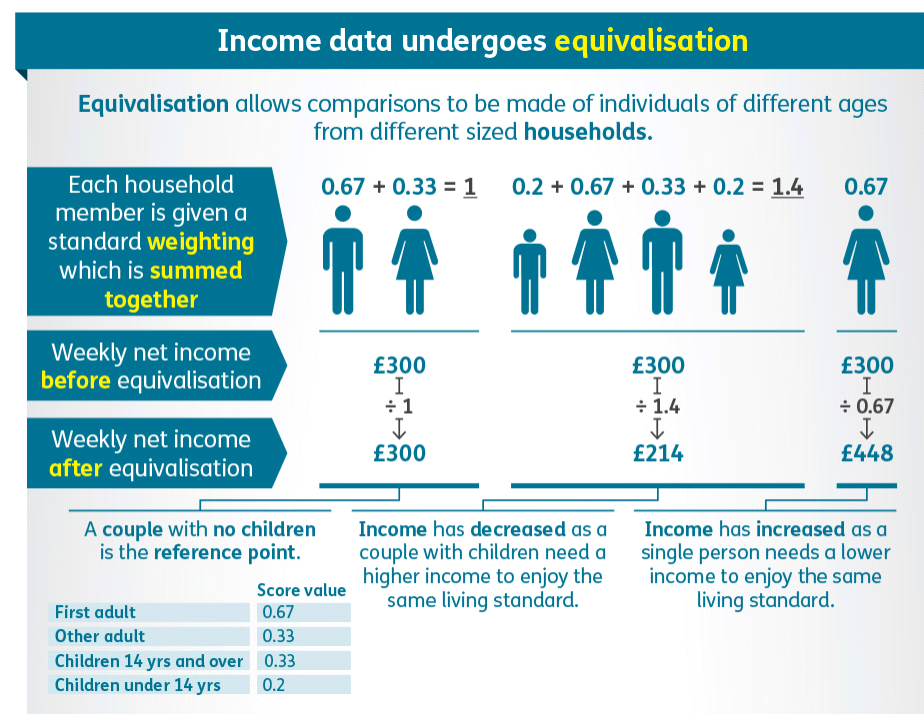 Income data undergoes equivalisation
Equivalisation allows comparisons to be made of individuals of different ages
from different sized households.
Each household
member is given a
standard weighting
which is summed
together
0.67 + 0.33 = 1
0.2 + 0.67 + 0.33 + 0.2 = 1.4
0.67
Weekly net income
before equivalisation
£300
÷ 1
£300
÷ 1.4
£300
÷ 0.67
Weekly net income
after equivalisation
£300
£214
£448
A couple with no children
is the reference point.
Income has decreased as a
couple with children need a
higher income to enjoy the
same living standard.
Income has increased as a
single person needs a lower
income to enjoy the same
living standard.
Score value
First adult 0.67
Other adult 0.33
Children 14 yrs and over 0.33
Children under 14 yrs 0.2